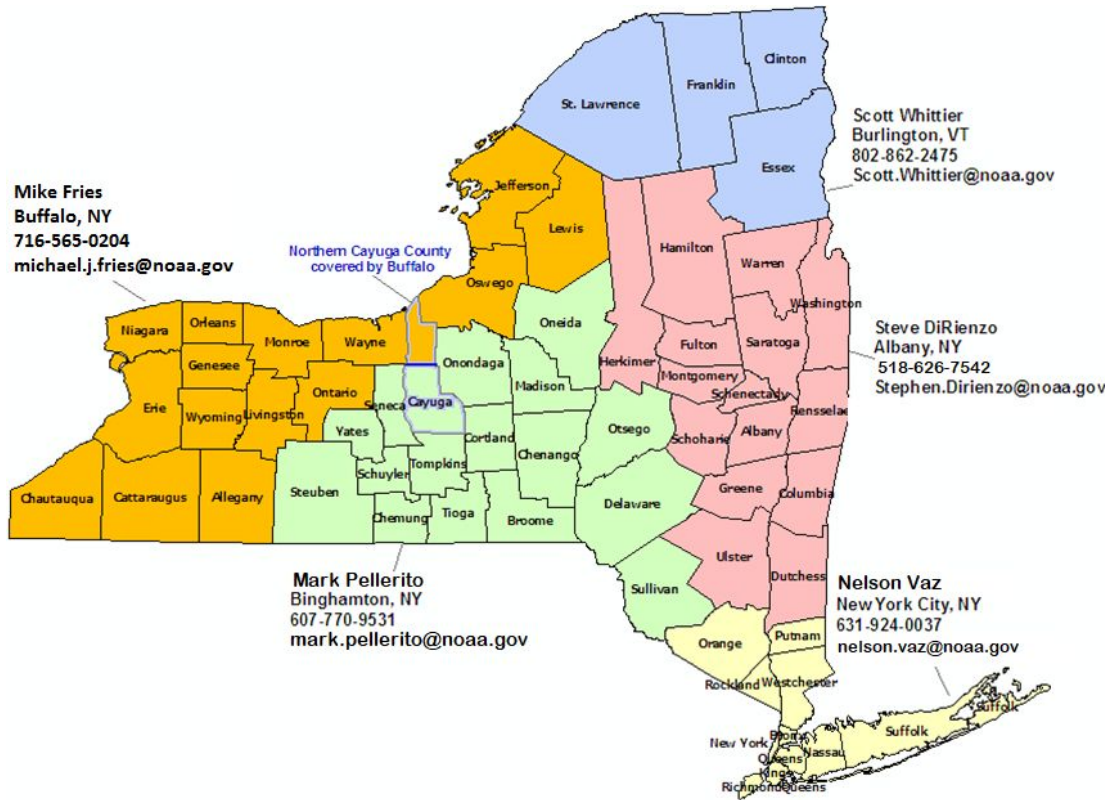 Clinton
Franklin
St. Lawrence
Essex
Scott Whittier
Burlington, VT
802-862-2475
Scott.Whittier@noaa.gov
Mike Fries
Buffalo, NY
716-565-0204
michael.j.fries@noaa.gov
Northern Cayuga County
covered by Buffalo
Jefferson
Lewis
Hamilton
Warren
Oswego
Washington
Oneida
Herkimer
Fulton
Saratoga
Montgomery
Schenectady
Steve DiRienzo
Albany, NY
518-626-7542
Stephen.Dirienzo@noaa.gov
Niagara
Orleans
Monroe
Wayne
Genesee
Onondaga
Madison
Erie
Wyoming
Livingston
Ontario
Seneca
Cayuga
Yates
Cortland
Otsego
Schoharie
Albany
Rensselae
Chautauqua
Cattaraugus
Allegany
Steuben
Schuyler
Tompkins
Chenango
Chemung
Tioga
Broome
Delaware
Greene
Columbia
Ulster
Dutchess
Sullivan
Mark Pellerito
Binghamton, NY
607-770-9531
mark.pellerito@noaa.gov
Nelson Vaz
New York City, NY
631-924-0037
nelson.vaz@noaa.gov
Orange
Putnam
Rockland
Westchester
Suffolk
Suffolk
New York
Bronx
Queens
Nassau
Kings
Richmond
Queens